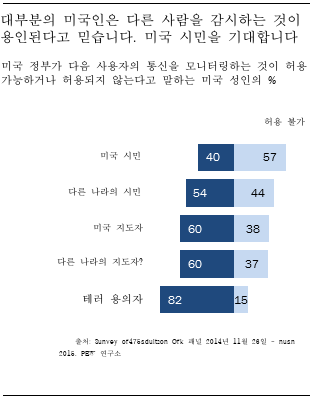 대부분의 미국인은 다른 사람을 감시하는 것이
용인된다고 믿습니다. 미국 시민을 기대합니다
미국 정부가 다음 사용자의 통신을 모니터링하는 것이 허용
가능하거나 허용되지 않는다고 말하는 미국 성인의 %
허용 불가
미국 시민 40 57
다른 나라의 시민 54 44
미국 지도자 60 38
다른 나라의 지도자? 60 37
테러 용의자 82 15
출처: Survey of475sduitzon Ofk 패널 2014년 11월 26일 - nusn
2015. PEW 연구소